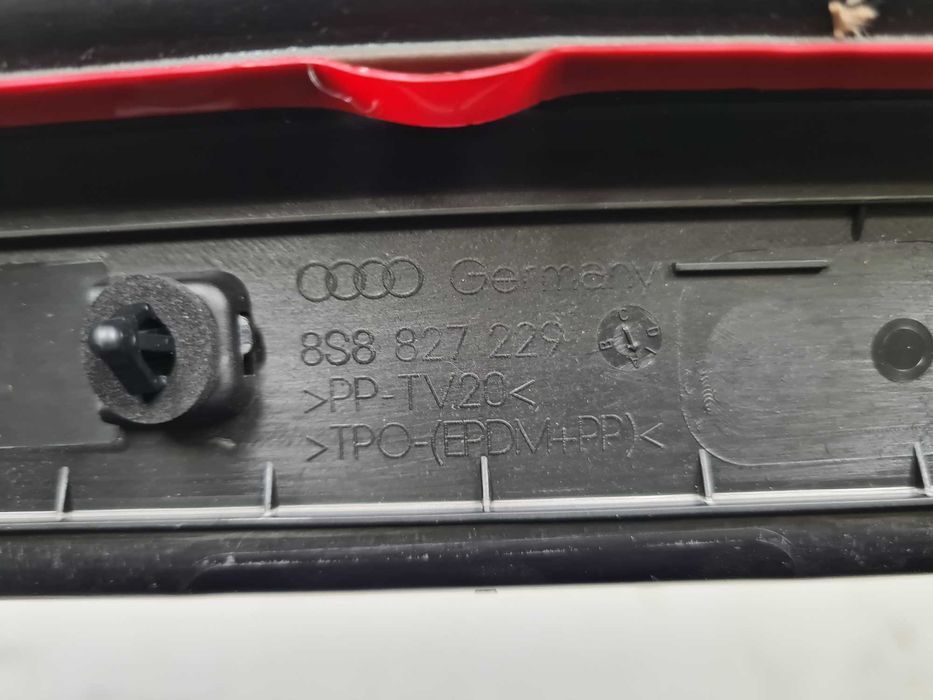 Germany
8S8 827 229
>PP-TV20<
>TPO-(EPDM+PP)<